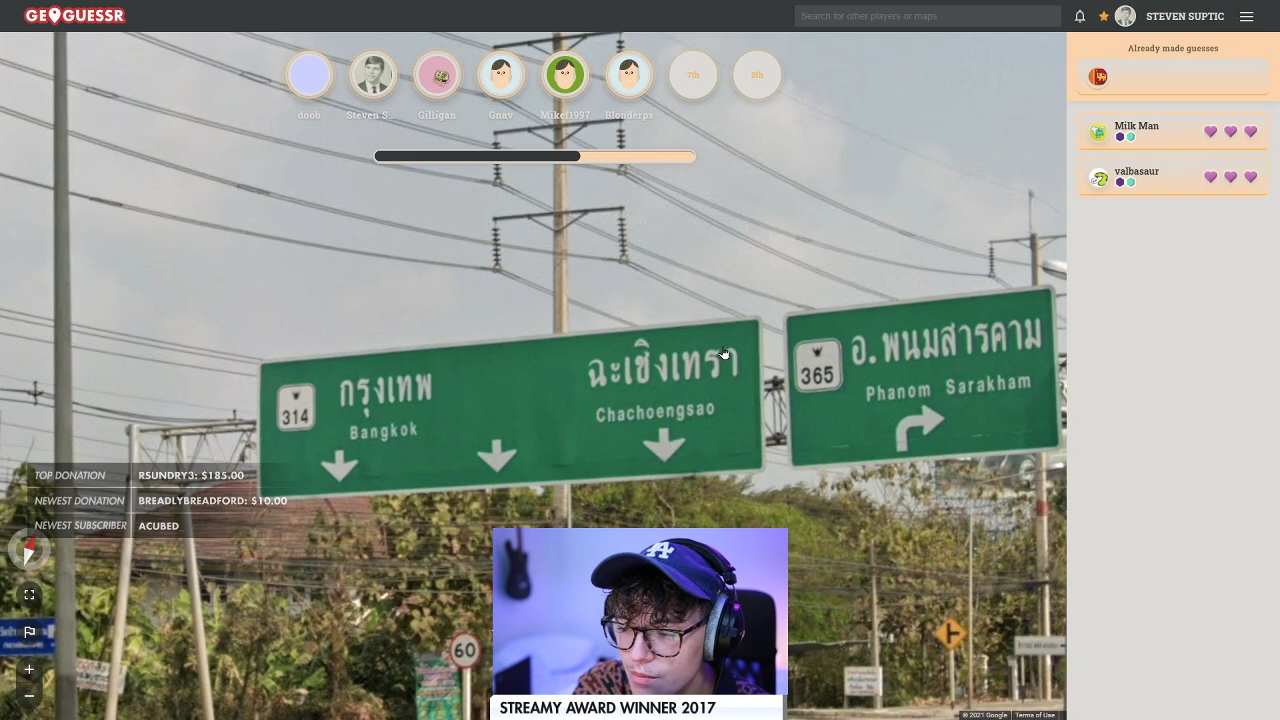 GEOGUESSR
Search for other players or maps
STEVEN SUPTIC
Already made guesses
Milk Man
valbasaur
7th
8th
doob
Steven S...
Gilligan
Gnav
Mikef1997
Blonderps
314
กรุงเทพ
Bangkok
ฉะเชิงเทรา
Chachoengsao
365
อ.พนมสารคาม
Phanom Sarakham
TOP DONATION RSUNDRY3: $185.00
NEWEST DONATION BREADLYBREADFORD: $10.00
NEWEST SUBSCRIBER ACUBED
60
LA
STREAMY AWARD WINNER 2017
© 2021 Google Terms of Use